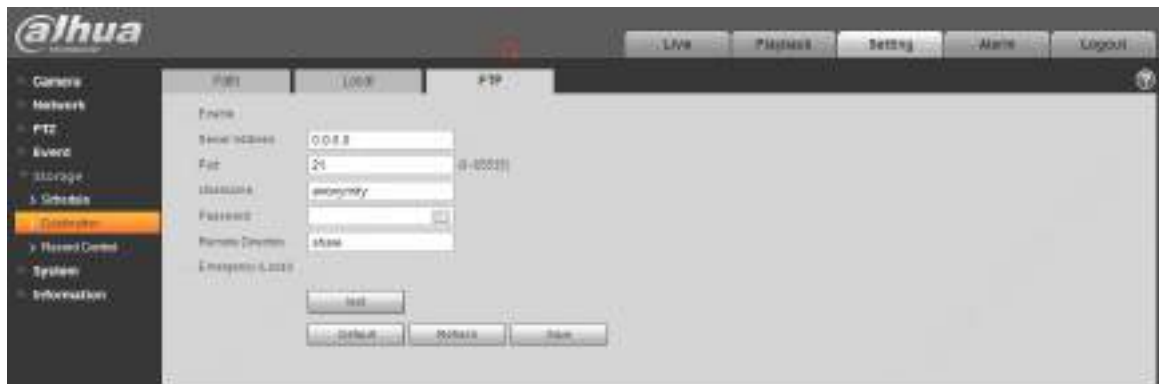 alhua
TECHNOLOGY
Live
Playback
Setting
Alarm
Logout
Camera
Network
PTZ
Event
Storage
Schedule
Destination
Record Control
System
Information
Path
Local
FTP
Enable
Server Address
0.0.0.0
Port
21
(0~65535)
Username
anonymity
Password
Remote Directory
share
Emergency (Local)
test
Default
Refresh
Save